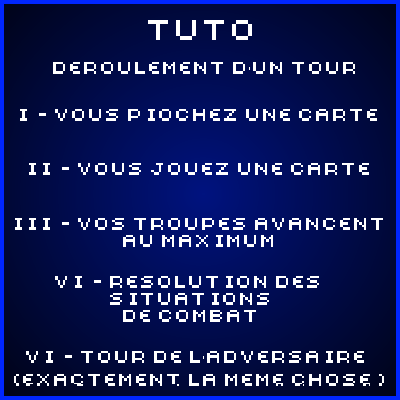 TUTO
DEROULEMENT D'UN TOUR
I - VOUS PIOCHEZ UNE CARTE
II - VOUS JOUEZ UNE CARTE
III - VOS TROUPES AVANCENT
AU MAXIMUM
VI - RESOLUTION DES
SITUATIONS
DE COMBAT
VI - TOUR DE L'ADVERSAIRE
(EXACTEMENT LA MEME CHOSE)